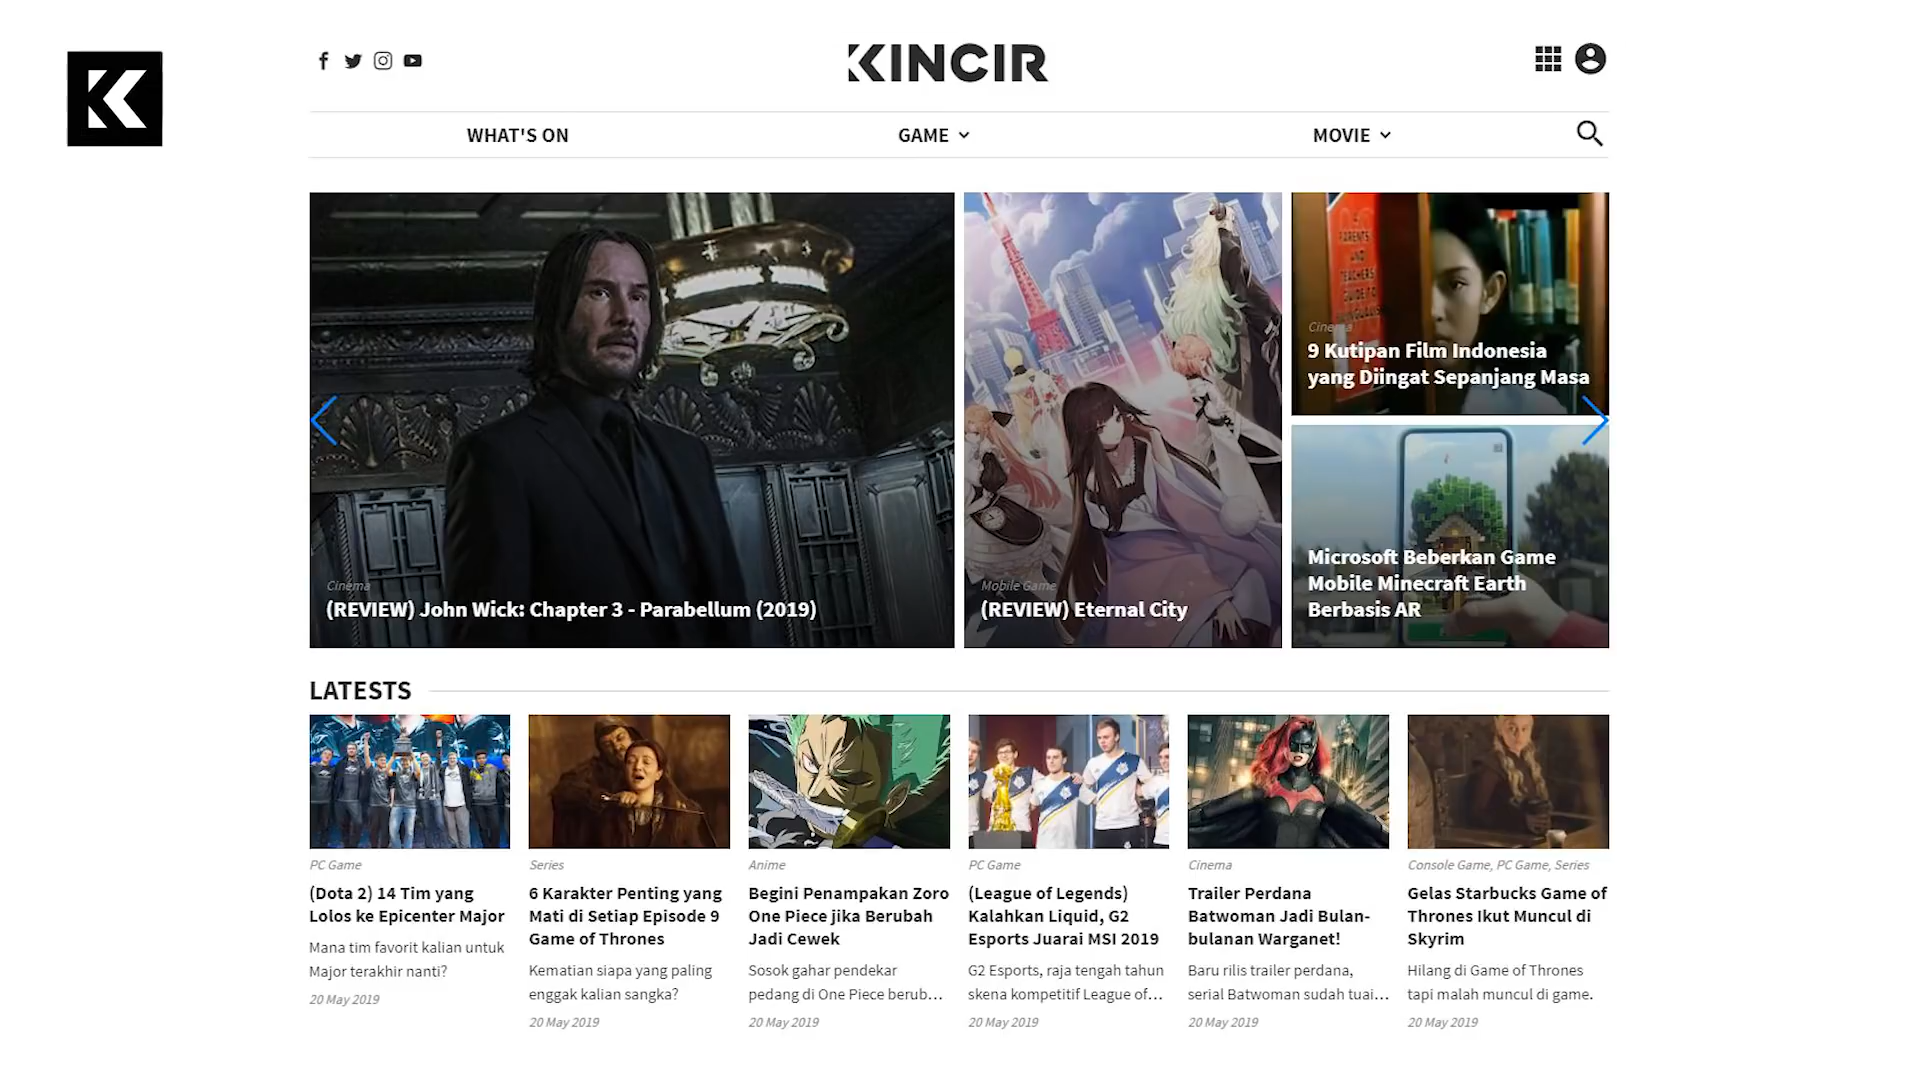 KINCIR
WHAT'S ON
GAME
MOVIE
Cinema
(REVIEW) John Wick: Chapter 3 - Parabellum (2019)
Mobile Game
(REVIEW) Eternal City
PARENTS
AND
TEACHERS
GUIDE TO
Cinema
9 Kutipan Film Indonesia
yang Diingat Sepanjang Masa
Microsoft Beberkan Game
Mobile Minecraft Earth
Berbasis AR
LATESTS
PC Game
(Dota 2) 14 Tim yang
Lolos ke Epicenter Major
Mana tim favorit kalian untuk
Major terakhir nanti?
20 May 2019
Series
6 Karakter Penting yang
Mati di Setiap Episode 9
Game of Thrones
Kematian siapa yang paling
enggak kalian sangka?
20 May 2019
Anime
Begini Penampakan Zoro
One Piece jika Berubah
Jadi Cewek
Sosok gahar pendekar
pedang di One Piece berub...
20 May 2019
PC Game
(League of Legends)
Kalahkan Liquid, G2
Esports Juarai MSI 2019
G2 Esports, raja tengah tahun
skena kompetitif League of...
20 May 2019
Cinema
Trailer Perdana
Batwoman Jadi Bulan-
bulanan Warganet!
Baru rilis trailer perdana,
serial Batwoman sudah tuai...
20 May 2019
Console Game, PC Game, Series
Gelas Starbucks Game of
Thrones Ikut Muncul di
Skyrim
Hilang di Game of Thrones
tapi malah muncul di game.
20 May 2019